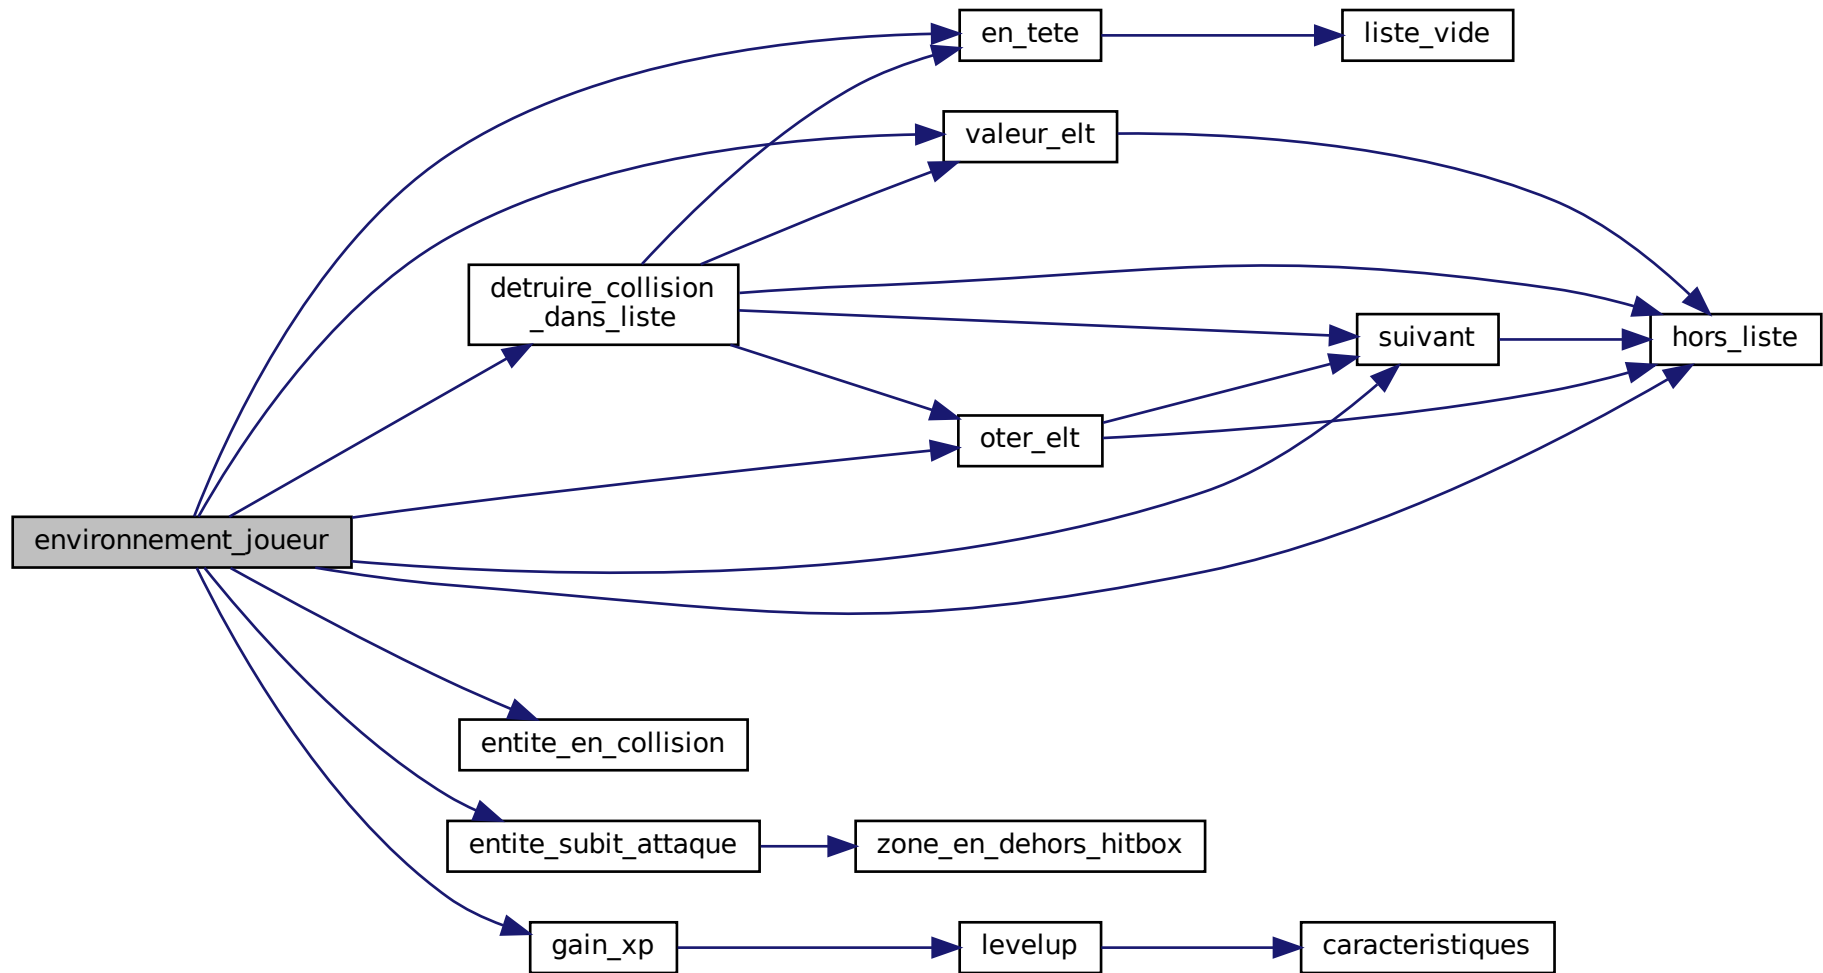 en_tete
liste_vide
valeur_elt
detruire_collision
_dans_liste
suivant
hors_liste
oter_elt
environnement_joueur
entite_en_collision
entite_subit_attaque
zone_en_dehors_hitbox
gain_xp
levelup
caracteristiques